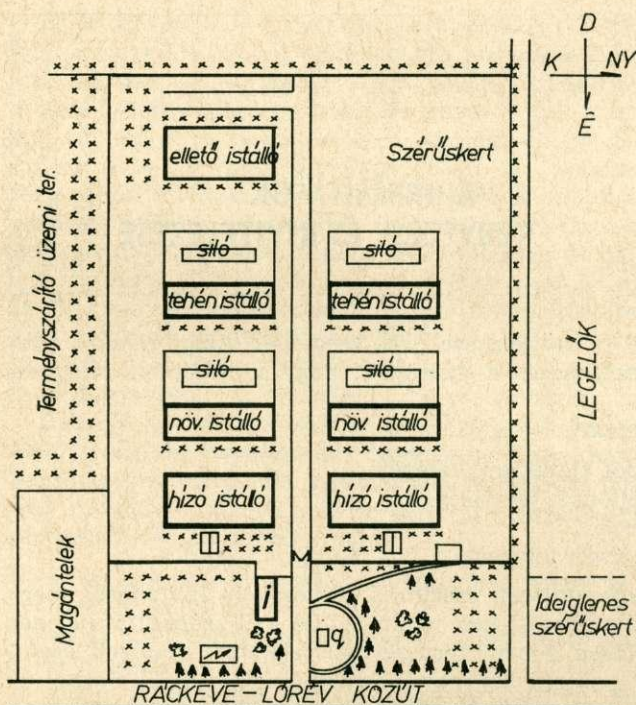 D
K NY
É
ellető istálló
Szérűskert
Terményszárító üzemi ter.
siló
siló
tehén istálló
tehén istálló
LEGELŐK
siló
siló
növ. istálló
növ. istálló
hízó istálló
hízó istálló
Magántelek
i
q
Ideiglenes
szérűskert
RÁCKEVE – LÓRÉV KÖZÚT